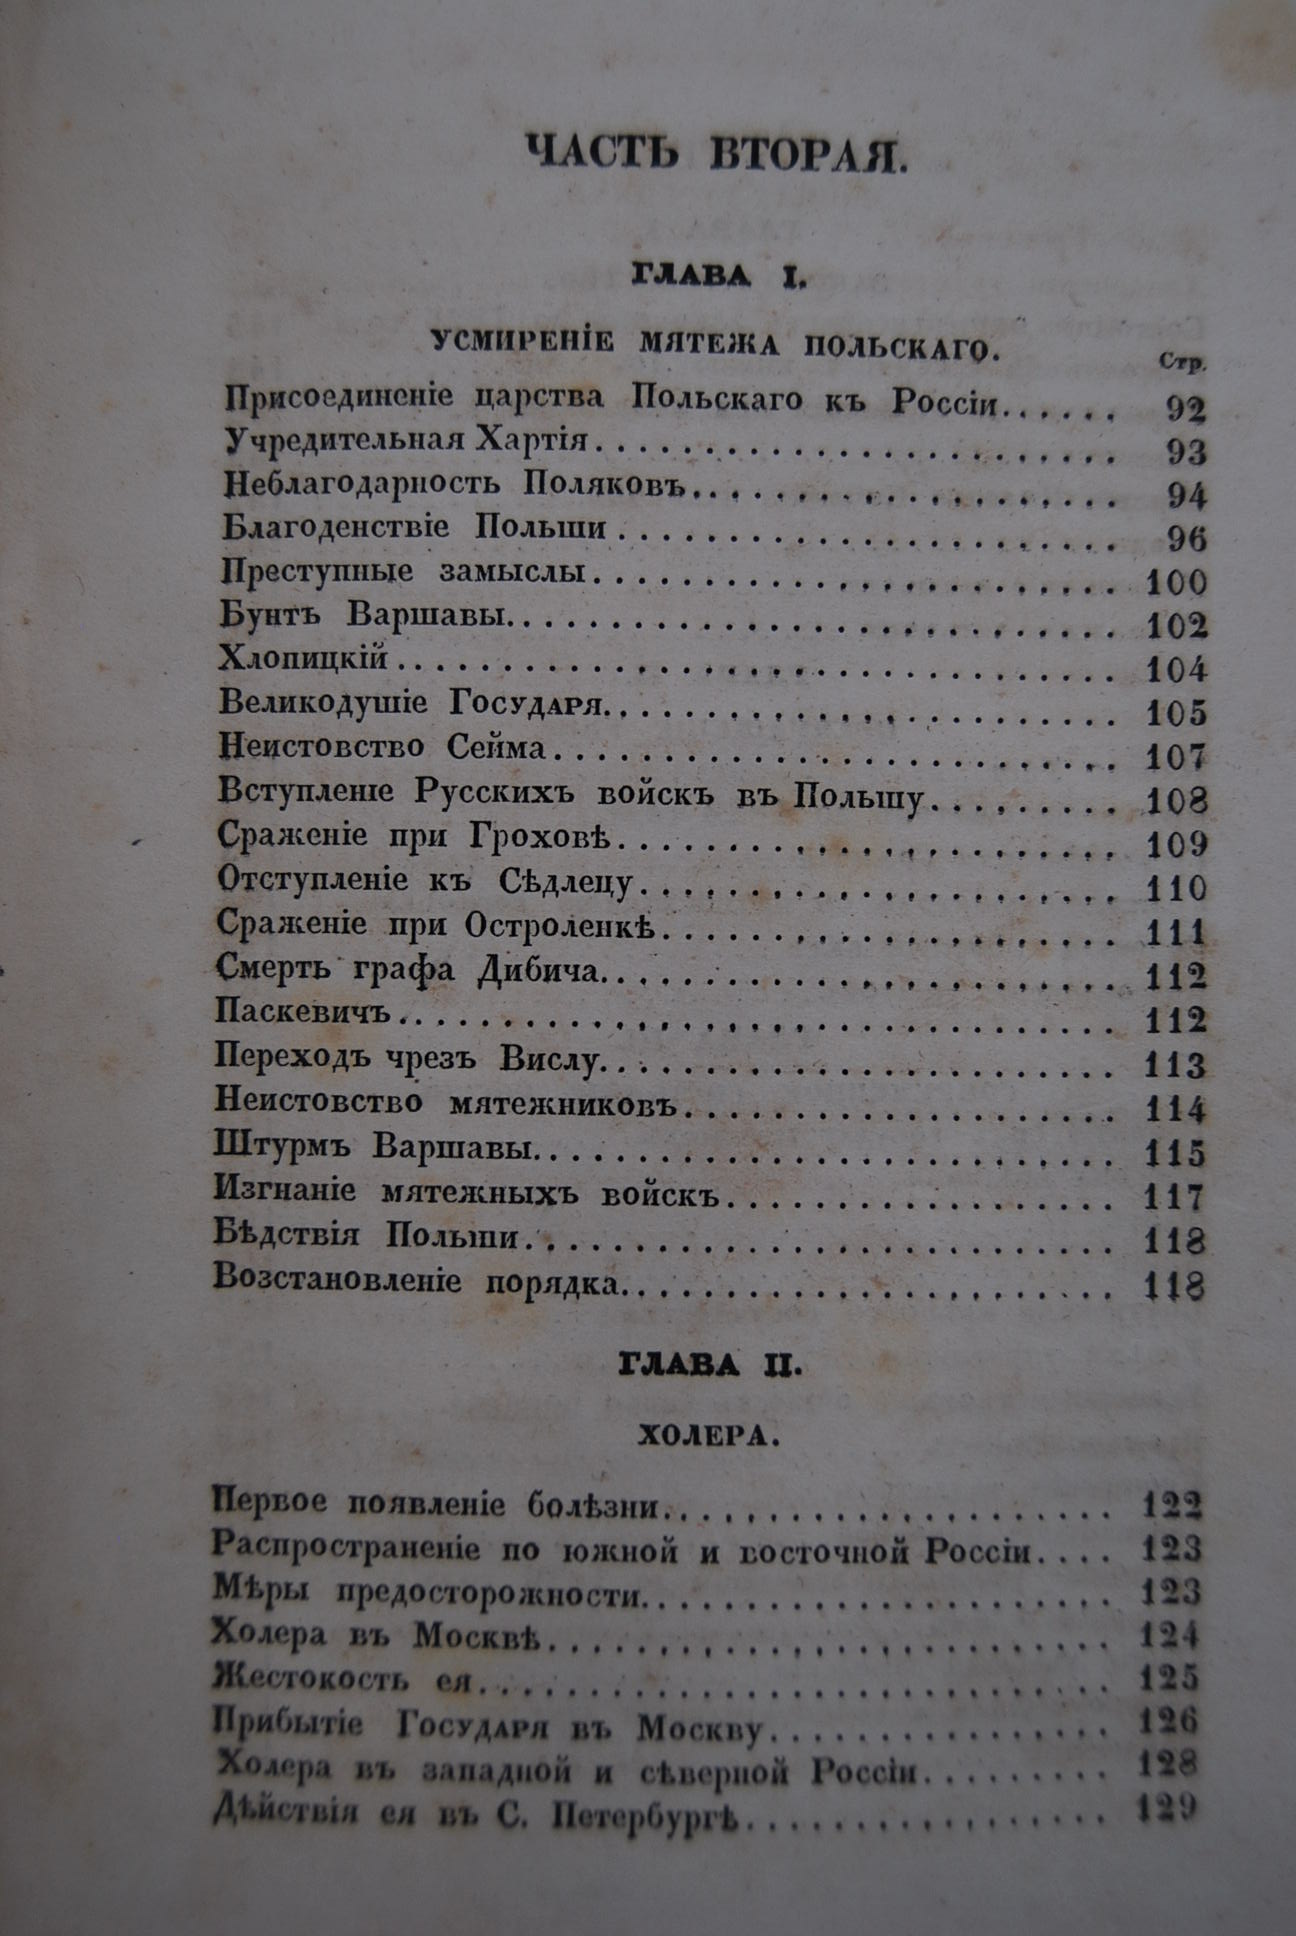 ЧАСТЬ ВТОРАЯ.
ГЛАВА I.
УСМИРЕНІЕ МЯТЕЖА ПОЛЬСКАГО.
Стр.
Присоединеніе царства Польскаго къ Россіи...... 92
Учредительная Хартія........................ 93
Неблагодарность Поляковъ................... 94
Благоденствіе Польши....................... 96
Преступные замыслы........................ 100
Бунтъ Варшавы............................ 102
Хлопицкій................................. 104
Великодушіе Государя....................... 105
Неистовство Сейма......................... 107
Вступленіе Русскихъ войскъ въ Польшу......... 108
Сраженіе при Гроховѣ....................... 109
Отступленіе къ Сѣдлецу...................... 110
Сраженіе при Остроленкѣ..................... 111
Смерть графа Дибича....................... 112
Паскевичъ................................. 112
Переходъ чрезъ Вислу....................... 113
Неистовство мятежниковъ.................... 114
Штурмъ Варшавы........................... 115
Изгнаніе мятежныхъ войскъ.................. 117
Бѣдствія Польши........................... 118
Возстановленіе порядка...................... 118
ГЛАВА II.
ХОЛЕРА.
Первое появленіе болѣзни.................... 122
Распространеніе по южной и восточной Россіи.... 123
Мѣры предосторожности..................... 123
Холера въ Москвѣ.......................... 124
Жестокость ея............................. 125
Прибытіе Государя въ Москву................ 126
Холера въ западной и сѣверной Россіи......... 128
Дѣйствія ея въ С. Петербургѣ................. 129